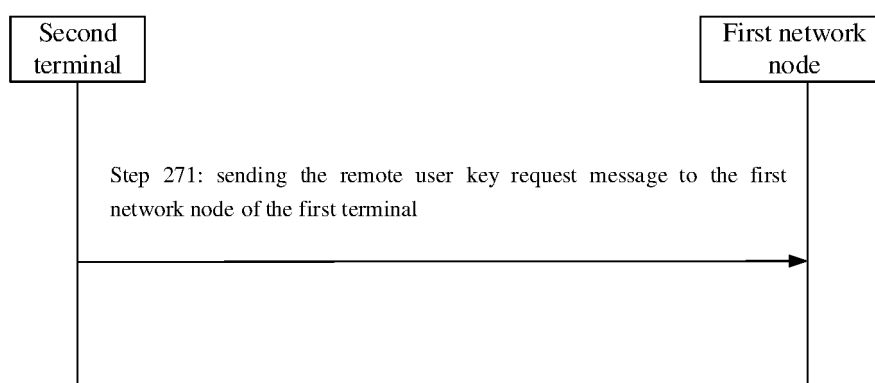 Second
terminal
First network
node
Step 271: sending the remote user key request message to the first
network node of the first terminal